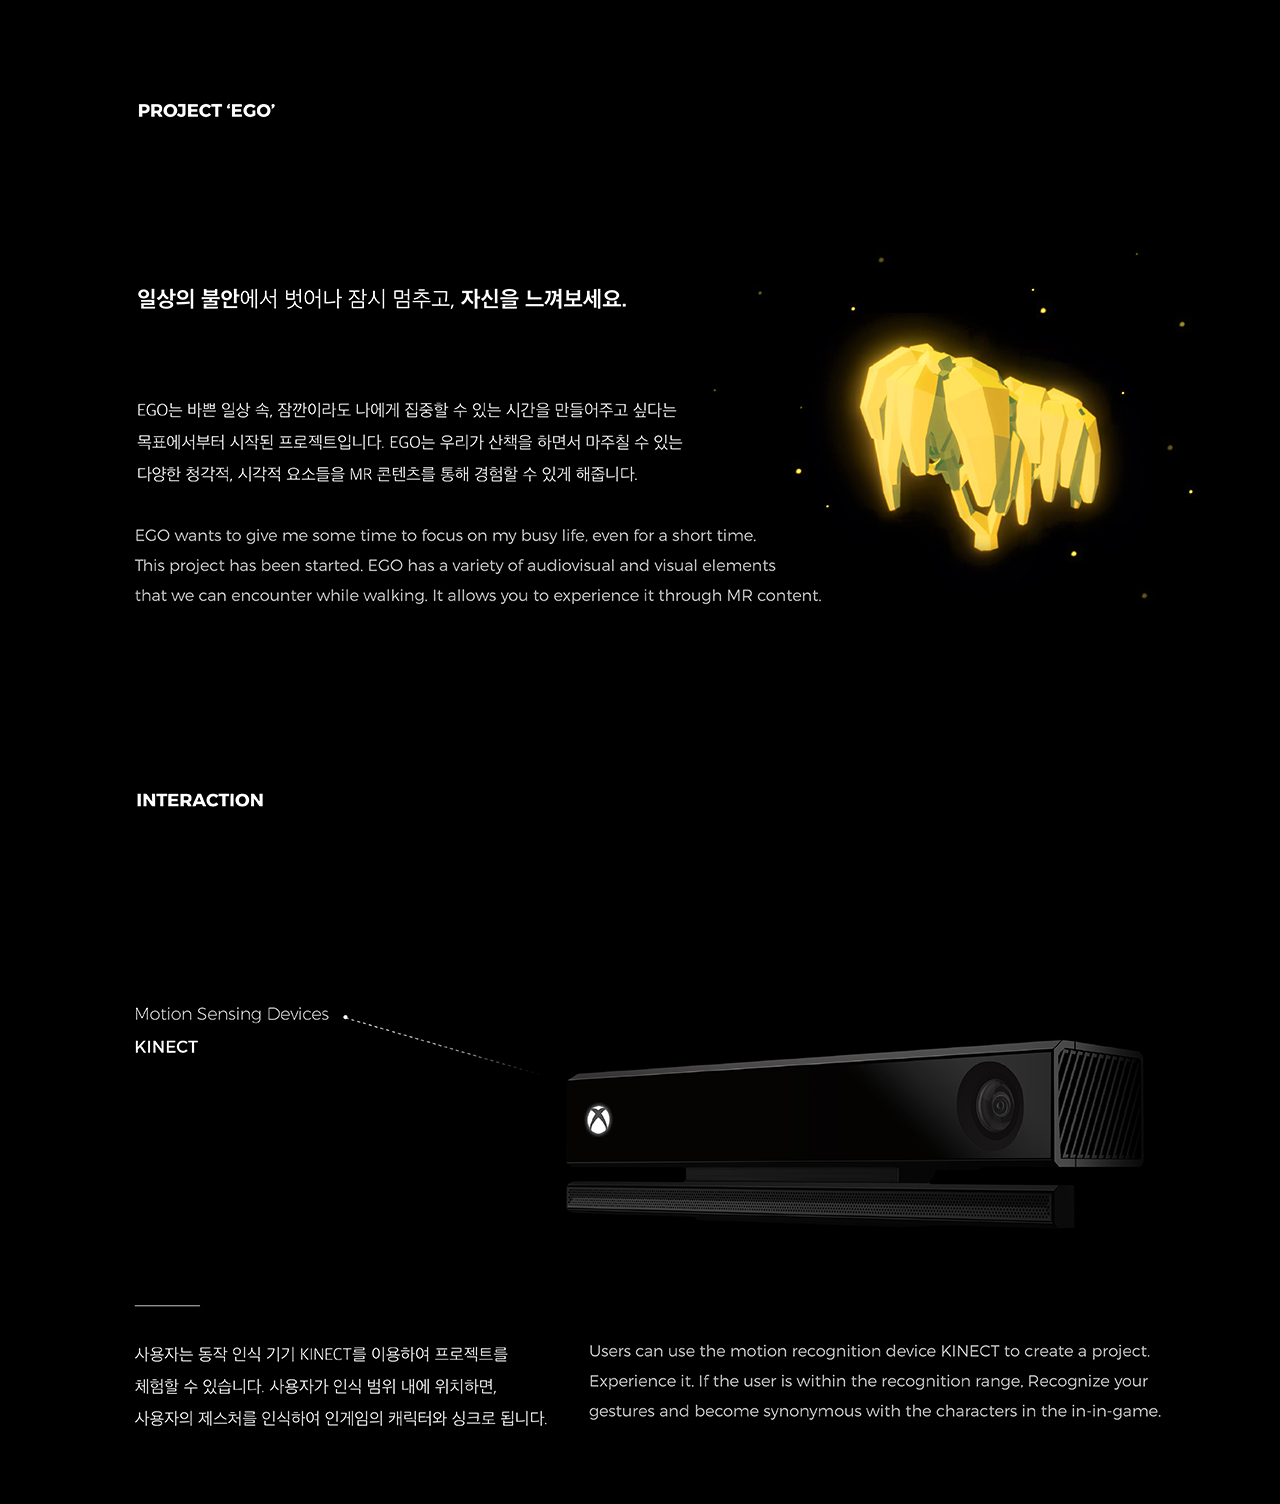 PROJECT ‘EGO’
일상의 불안에서 벗어나 잠시 멈추고, 자신을 느껴보세요.
EGO는 바쁜 일상 속, 잠깐이라도 나에게 집중할 수 있는 시간을 만들어주고 싶다는
목표에서부터 시작된 프로젝트입니다. EGO는 우리가 산책을 하면서 마주칠 수 있는
다양한 청각적, 시각적 요소들을 MR 콘텐츠를 통해 경험할 수 있게 해줍니다.
EGO wants to give me some time to focus on my busy life, even for a short time.
This project has been started. EGO has a variety of audiovisual and visual elements
that we can encounter while walking. It allows you to experience it through MR content.
INTERACTION
Motion Sensing Devices
KINECT
사용자는 동작 인식 기기 KINECT를 이용하여 프로젝트를
체험할 수 있습니다. 사용자가 인식 범위 내에 위치하면,
사용자의 제스처를 인식하여 인게임의 캐릭터와 싱크로 됩니다.
Users can use the motion recognition device KINECT to create a project.
Experience it. If the user is within the recognition range, Recognize your
gestures and become synonymous with the characters in the in-in-game.